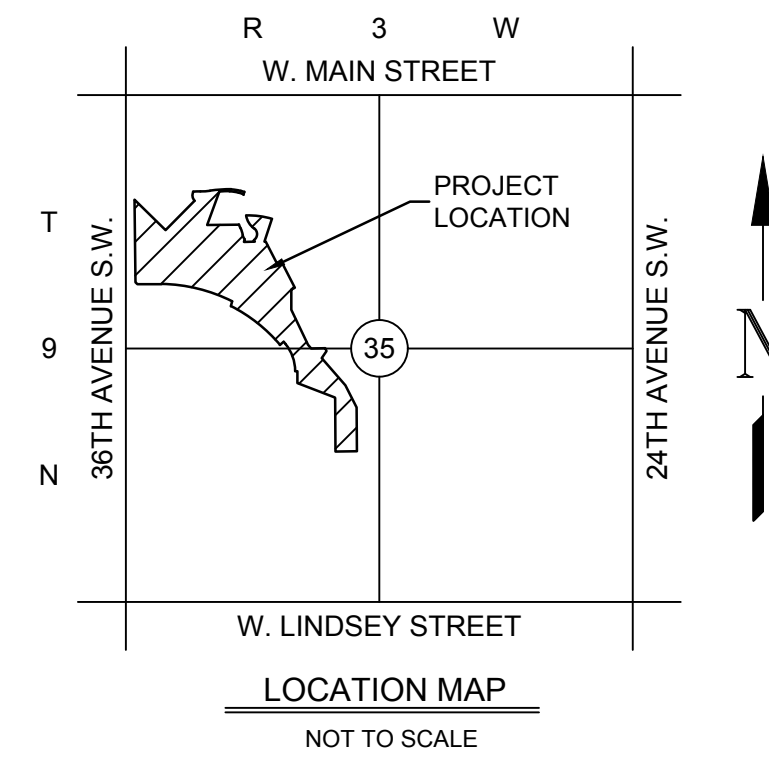 R 3 W
W. MAIN STREET
PROJECT
LOCATION
T
9
N
36TH AVENUE S.W.
35
24TH AVENUE S.W.
N
W. LINDSEY STREET
LOCATION MAP
NOT TO SCALE